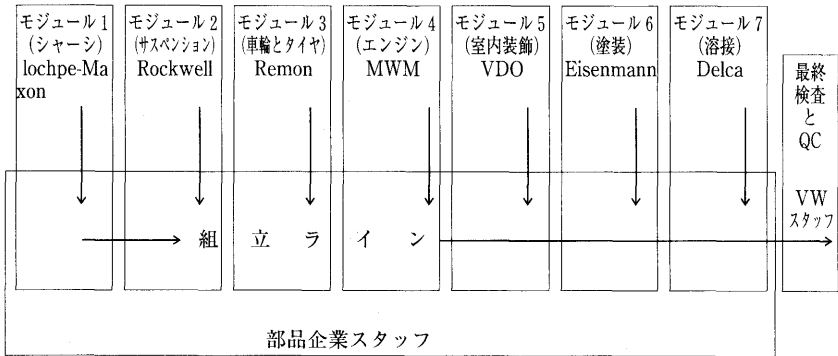 モジュール1
(シャーシ)
lochpe-Ma
xon
モジュール2
(サスペンション)
Rockwell
モジュール3
(車輪とタイヤ)
Remon
モジュール4
(エンジン)
MWM
モジュール5
(室内装飾)
VDO
モジュール6
(塗装)
Eisenmann
モジュール7
(溶接)
Delca
最終
検査
と
QC
VW
スタッフ
組立ライン
部品企業スタッフ